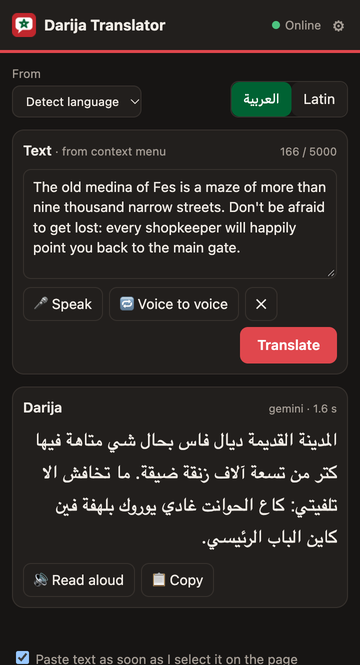 Darija Translator
Online
From
Detect language
العربية
Latin
Text · from context menu
166 / 5000
The old medina of Fes is a maze of more than
nine thousand narrow streets. Don't be afraid
to get lost: every shopkeeper will happily
point you back to the main gate.
Speak
Voice to voice
Translate
Darija
gemini · 1.6 s
المدينة القديمة ديال فاس بحال شي متاهة فيها
كتر من تسعة آلاف زنقة ضيقة. ما تخافش الا
تلفيتي: كاع الحوانت غادي يوروك بلهفة فين
كاين الباب الرئيسي.
Read aloud
Copy
Paste text as soon as I select it on the page